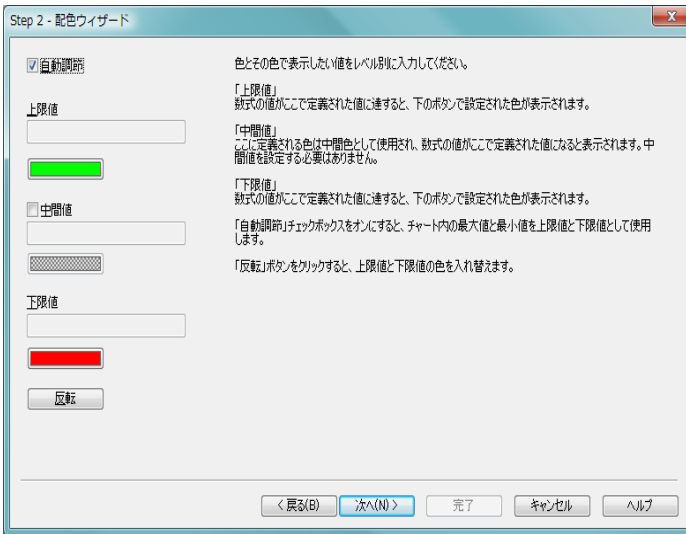 Step 2 - 配色ウィザード
自動調節
色とその色で表示したい値をレベル別に入力してください。
上限値
「上限値」
数式の値がここで定義された値に達すると、下のボタンで設定された色が表示されます。
「中間値」
ここに定義される色は中間色として使用され、数式の値がここで定義された値になると表示されます。中
間値を設定する必要はありません。
中間値
「下限値」
数式の値がここで定義された値に達すると、下のボタンで設定された色が表示されます。
「自動調節」チェックボックスをオンにすると、チャート内の最大値と最小値を上限値と下限値として使用
します。
「反転」ボタンをクリックすると、上限値と下限値の色を入れ替えます。
下限値
反転
< 戻る(B)
次へ(N) >
完了
キャンセル
ヘルプ